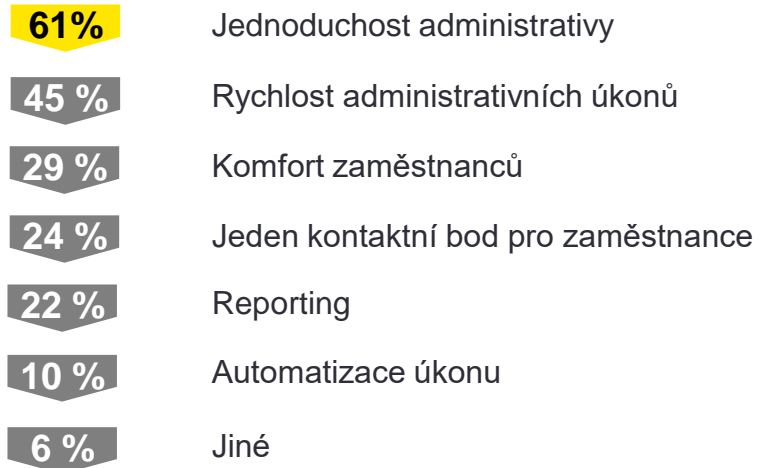 61% Jednoduchost administrativy
45 % Rychlost administrativních úkonů
29 % Komfort zaměstnanců
24 % Jeden kontaktní bod pro zaměstnance
22 % Reporting
10 % Automatizace úkonu
6 % Jiné